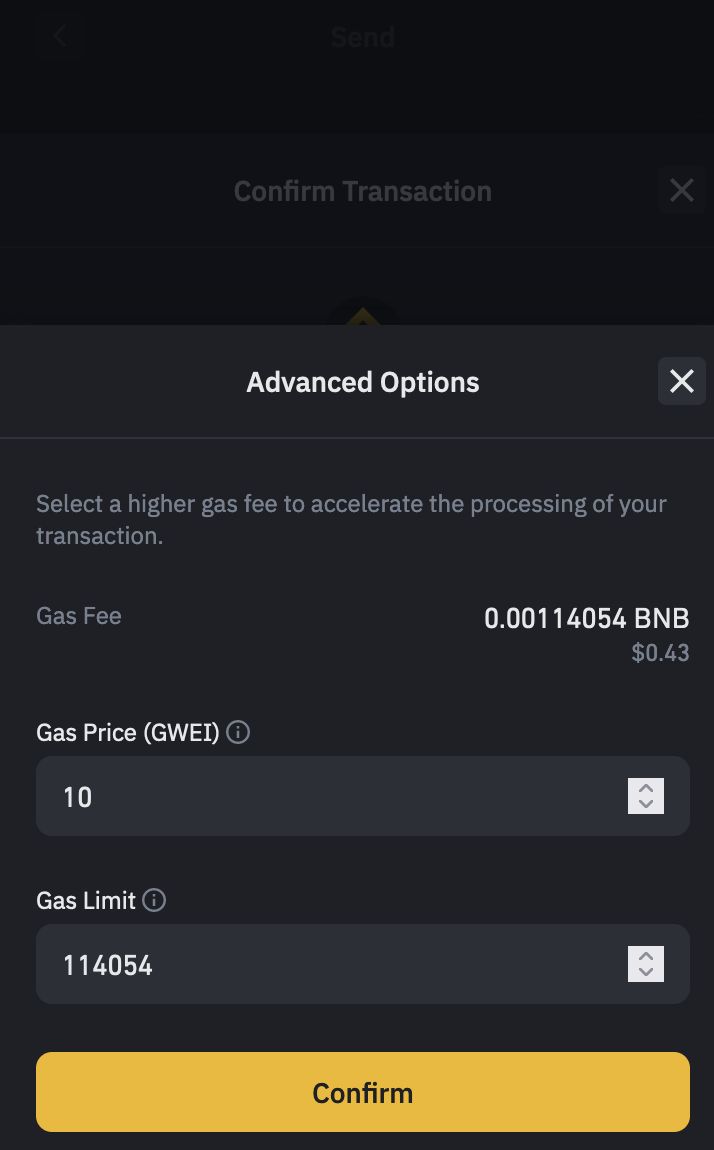 Send
Confirm Transaction
Advanced Options
Select a higher gas fee to accelerate the processing of your
transaction.
Gas Fee
0.00114054 BNB
$0.43
Gas Price (GWEI)
10
Gas Limit
114054
Confirm